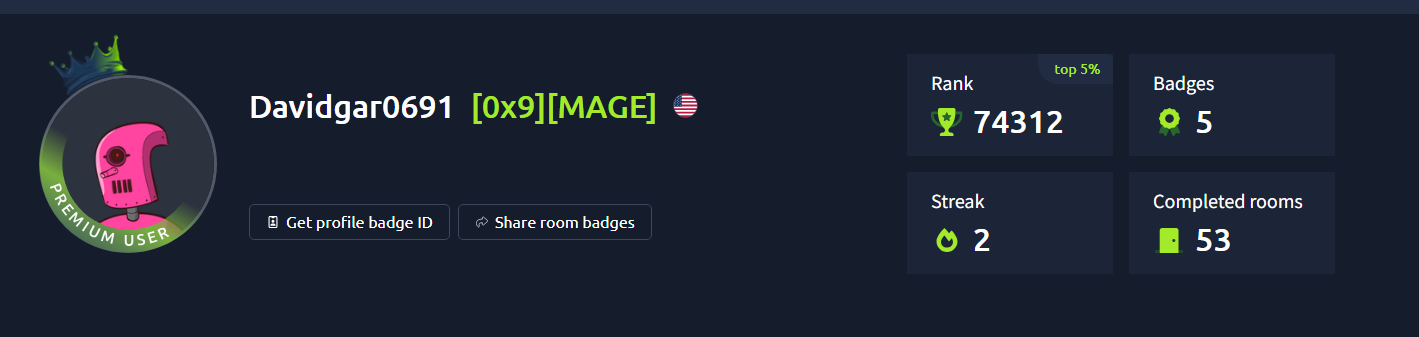 PREMIUM USER
Davidgar0691 [0x9][MAGE]
Get profile badge ID
Share room badges
Rank
top 5%
74312
Badges
5
Streak
2
Completed rooms
53